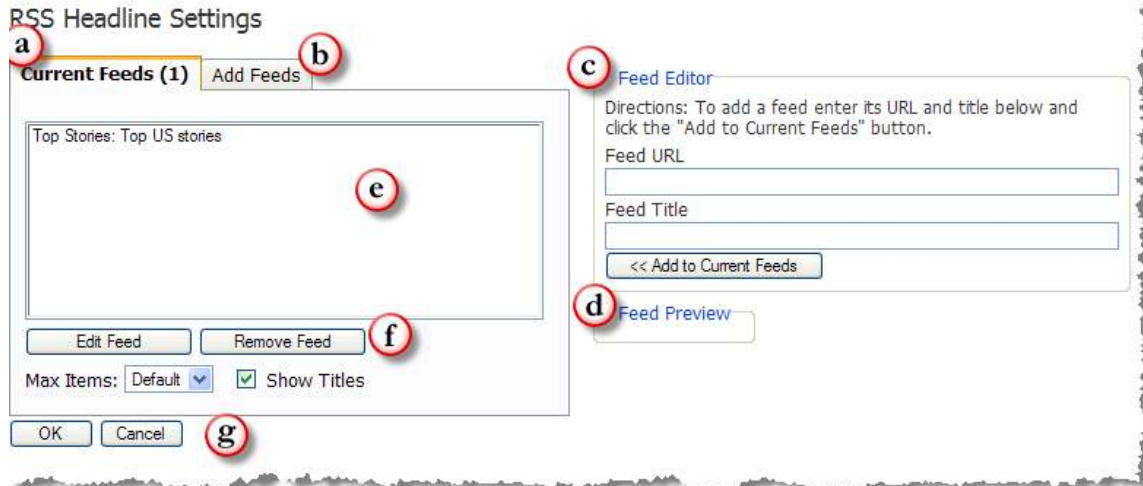 RSS Headline Settings
a
b
Current Feeds (1)
Add Feeds
Top Stories: Top US stories
e
Edit Feed
Remove Feed
f
Max Items: Default
Show Titles
OK
Cancel
g
c
Feed Editor
Directions: To add a feed enter its URL and title below and
click the "Add to Current Feeds" button.
Feed URL
Feed Title
<< Add to Current Feeds
d
Feed Preview